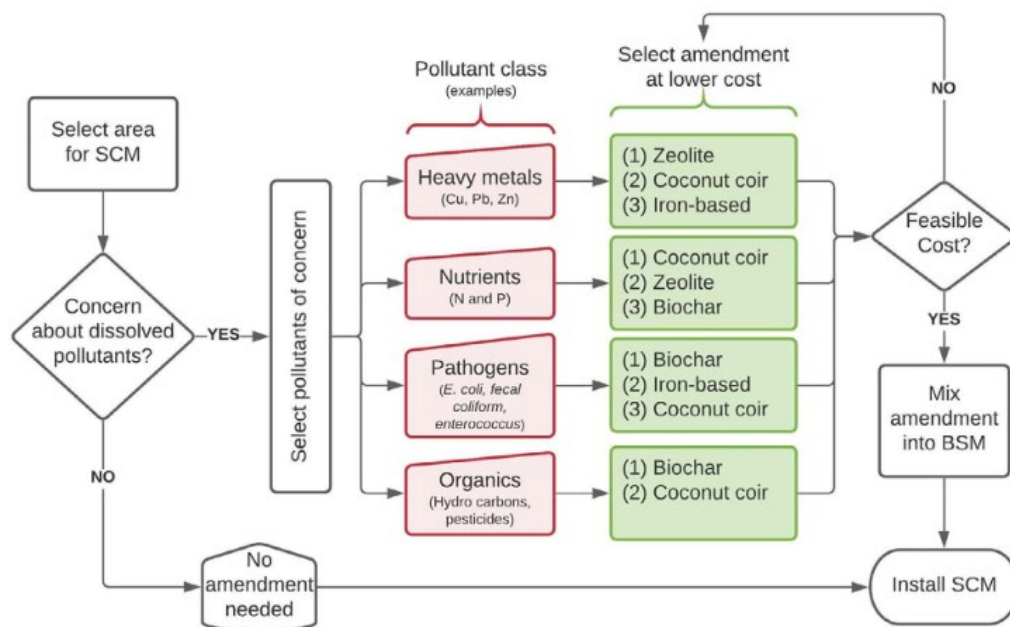 Select area
for SCM
Concern
about dissolved
pollutants?
YES
NO
No
amendment
needed
Select pollutants of concern
Pollutant class
(examples)
Heavy metals
(Cu, Pb, Zn)
Nutrients
(N and P)
Pathogens
(E. coli, fecal
coliform,
enterococcus)
Organics
(Hydro carbons,
pesticides)
Select amendment
at lower cost
(1) Zeolite
(2) Coconut coir
(3) Iron-based
(1) Coconut coir
(2) Zeolite
(3) Biochar
(1) Biochar
(2) Iron-based
(3) Coconut coir
(1) Biochar
(2) Coconut coir
NO
Feasible
Cost?
YES
Mix
amendment
into BSM
Install SCM